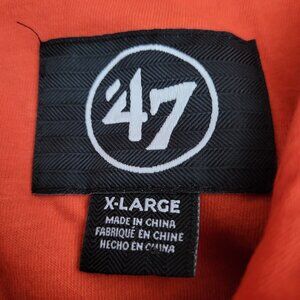 '47
X-LARGE
MADE IN CHINA
FABRIQUÉ EN CHINE
HECHO EN CHINA